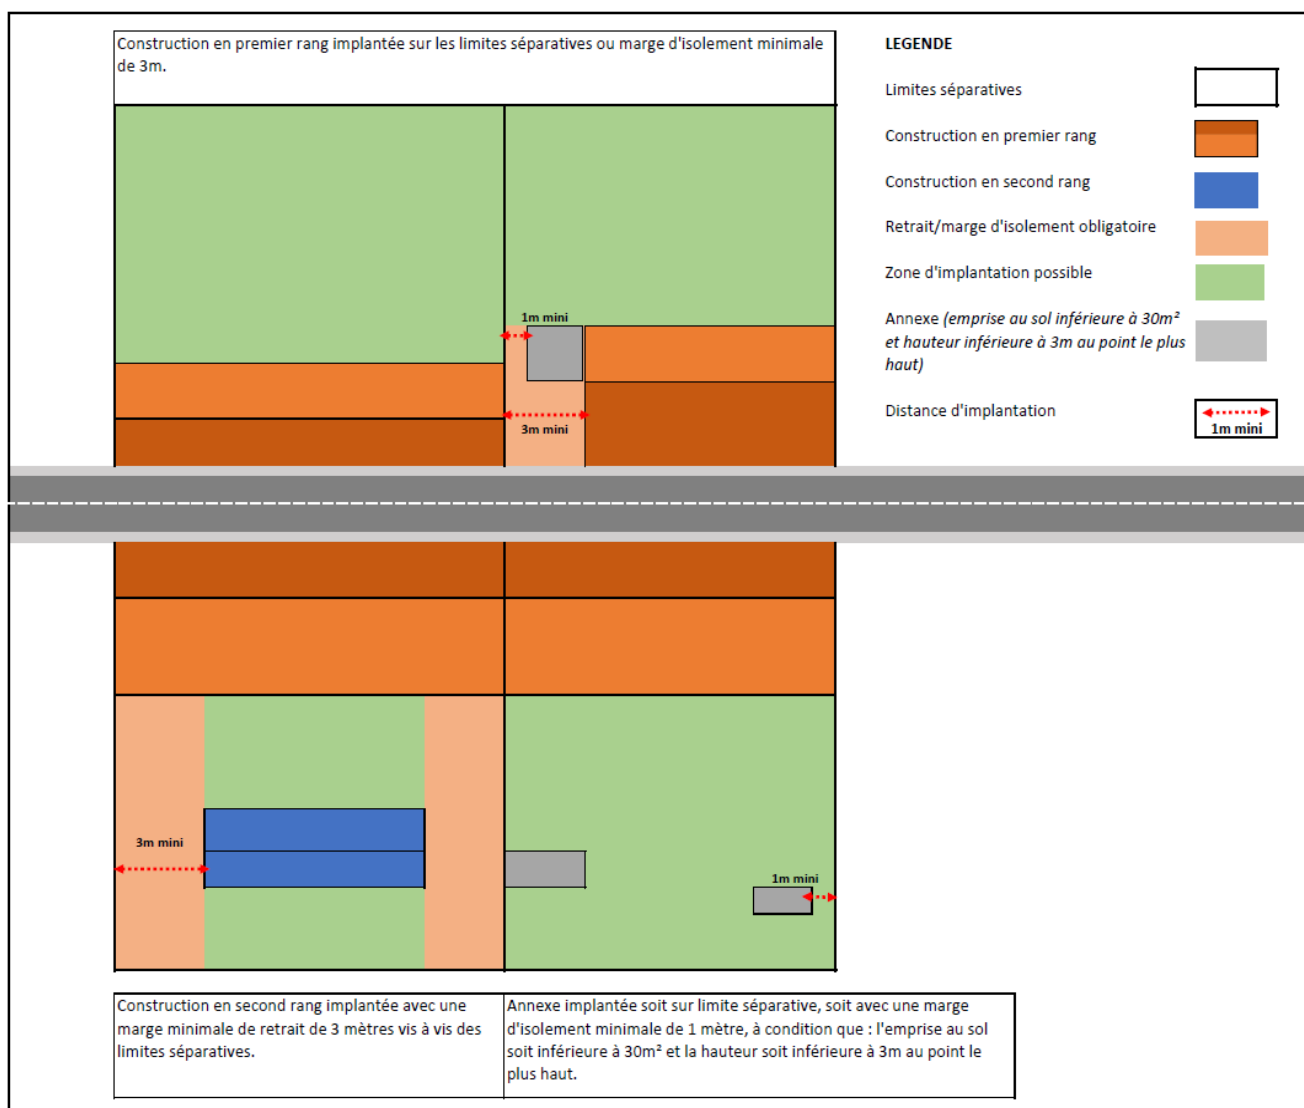 Construction en premier rang implantée sur les limites séparatives ou marge d'isolement minimale
de 3m.
LEGENDE
Limites séparatives
Construction en premier rang
Construction en second rang
Retrait/marge d'isolement obligatoire
Zone d'implantation possible
Annexe (emprise au sol inférieure à 30m²
et hauteur inférieure à 3m au point le plus
haut)
Distance d'implantation
1m mini
1m mini
3m mini
3m mini
1m mini
Construction en second rang implantée avec une
marge minimale de retrait de 3 mètres vis à vis des
limites séparatives.
Annexe implantée soit sur limite séparative, soit avec une marge
d'isolement minimale de 1 mètre, à condition que : l'emprise au sol
soit inférieure à 30m² et la hauteur soit inférieure à 3m au point le
plus haut.